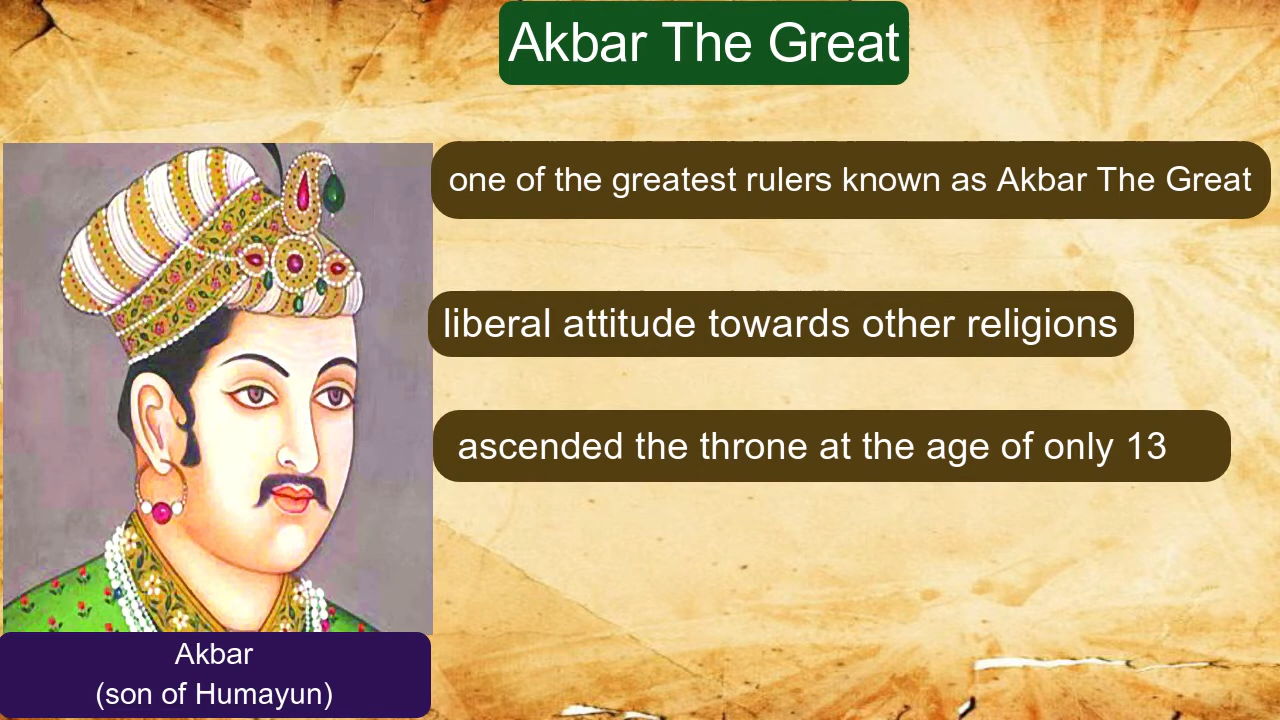 Akbar The Great
one of the greatest rulers known as Akbar The Great
liberal attitude towards other religions
ascended the throne at the age of only 13
Akbar
(son of Humayun)